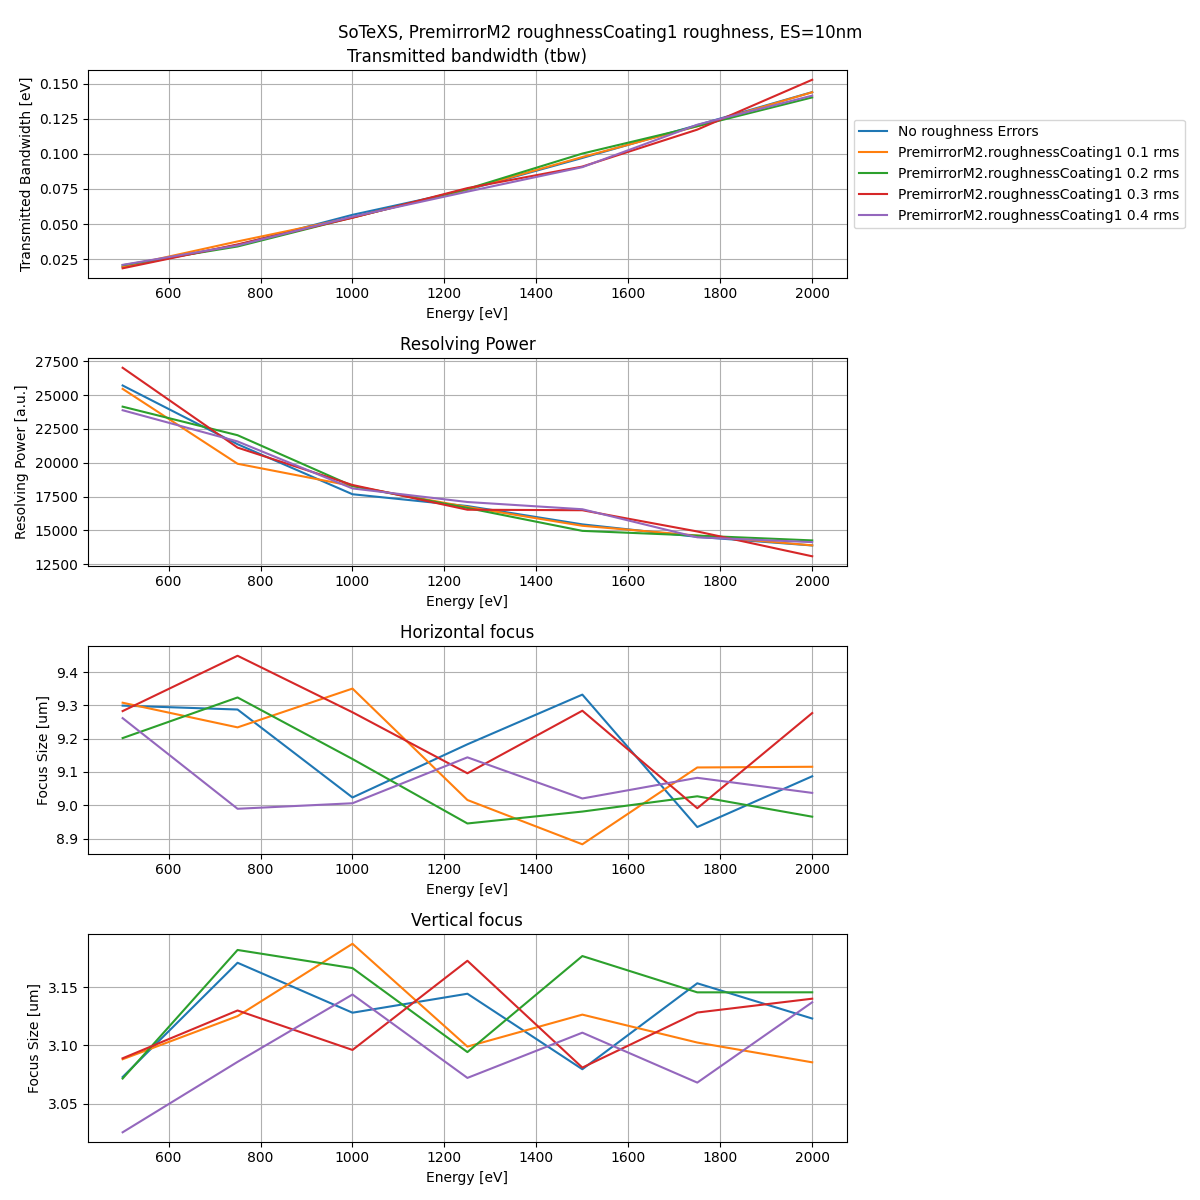 SoTeXS, PremirrorM2 roughnessCoating1 roughness, ES=10nm
Transmitted bandwidth (tbw)
Transmitted Bandwidth [eV]
0.150
0.125
0.100
0.075
0.050
0.025
600 800 1000 1200 1400 1600 1800 2000
Energy [eV]
No roughness Errors
PremirrorM2.roughnessCoating1 0.1 rms
PremirrorM2.roughnessCoating1 0.2 rms
PremirrorM2.roughnessCoating1 0.3 rms
PremirrorM2.roughnessCoating1 0.4 rms
Resolving Power
Resolving Power [a.u.]
27500
25000
22500
20000
17500
15000
12500
600 800 1000 1200 1400 1600 1800 2000
Energy [eV]
Horizontal focus
Focus Size [um]
9.4
9.3
9.2
9.1
9.0
8.9
600 800 1000 1200 1400 1600 1800 2000
Energy [eV]
Vertical focus
Focus Size [um]
3.15
3.10
3.05
600 800 1000 1200 1400 1600 1800 2000
Energy [eV]